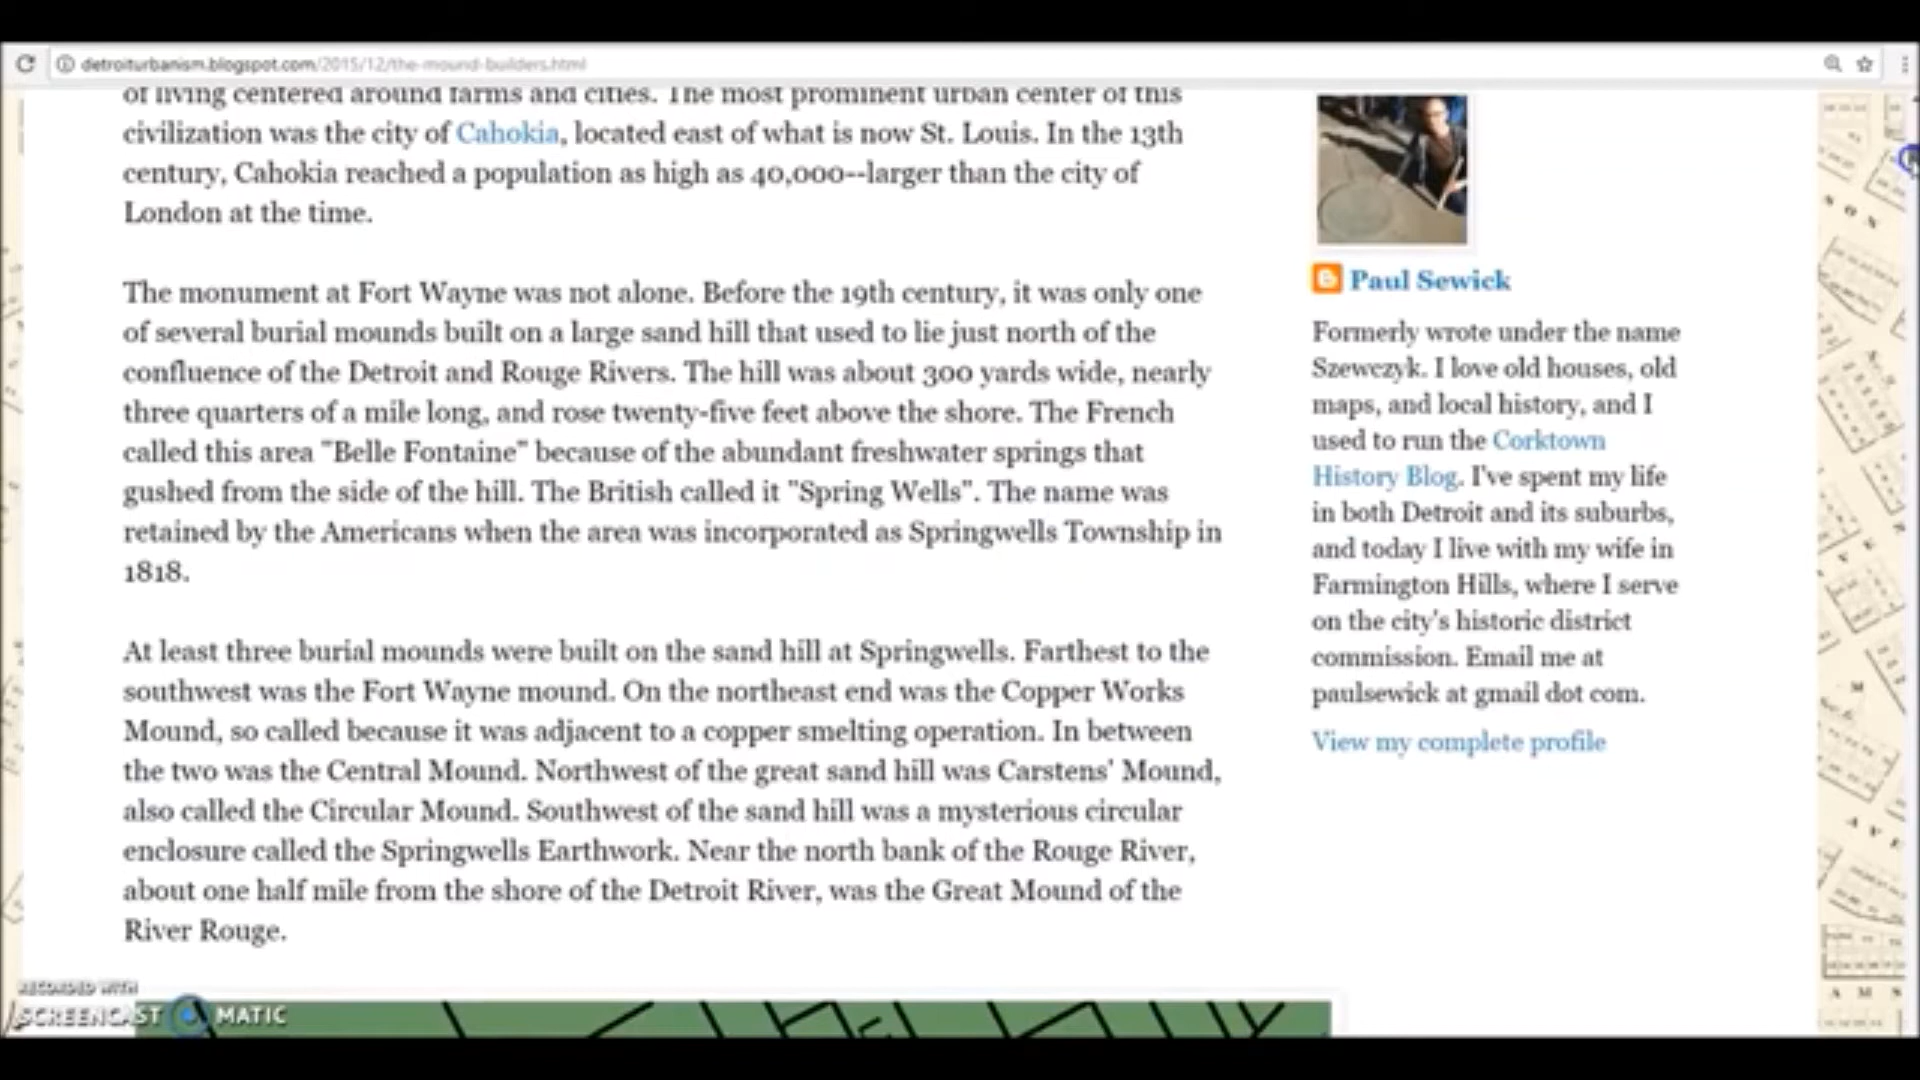 detroiturbanism.blogspot.com/2015/12/the-mound-builders.html
of living centered around farms and cities. The most prominent urban center of this
civilization was the city of Cahokia, located east of what is now St. Louis. In the 13th
century, Cahokia reached a population as high as 40,000--larger than the city of
London at the time.
The monument at Fort Wayne was not alone. Before the 19th century, it was only one
of several burial mounds built on a large sand hill that used to lie just north of the
confluence of the Detroit and Rouge Rivers. The hill was about 300 yards wide, nearly
three quarters of a mile long, and rose twenty-five feet above the shore. The French
called this area "Belle Fontaine" because of the abundant freshwater springs that
gushed from the side of the hill. The British called it "Spring Wells". The name was
retained by the Americans when the area was incorporated as Springwells Township in
1818.
At least three burial mounds were built on the sand hill at Springwells. Farthest to the
southwest was the Fort Wayne mound. On the northeast end was the Copper Works
Mound, so called because it was adjacent to a copper smelting operation. In between
the two was the Central Mound. Northwest of the great sand hill was Carstens' Mound,
also called the Circular Mound. Southwest of the sand hill was a mysterious circular
enclosure called the Springwells Earthwork. Near the north bank of the Rouge River,
about one half mile from the shore of the Detroit River, was the Great Mound of the
River Rouge.
Paul Sewick
Formerly wrote under the name
Szewczyk. I love old houses, old
maps, and local history, and I
used to run the Corktown
History Blog. I've spent my life
in both Detroit and its suburbs,
and today I live with my wife in
Farmington Hills, where I serve
on the city's historic district
commission. Email me at
paulsewick at gmail dot com.
View my complete profile
RECORDED WITH
SCREENCAST MATIC